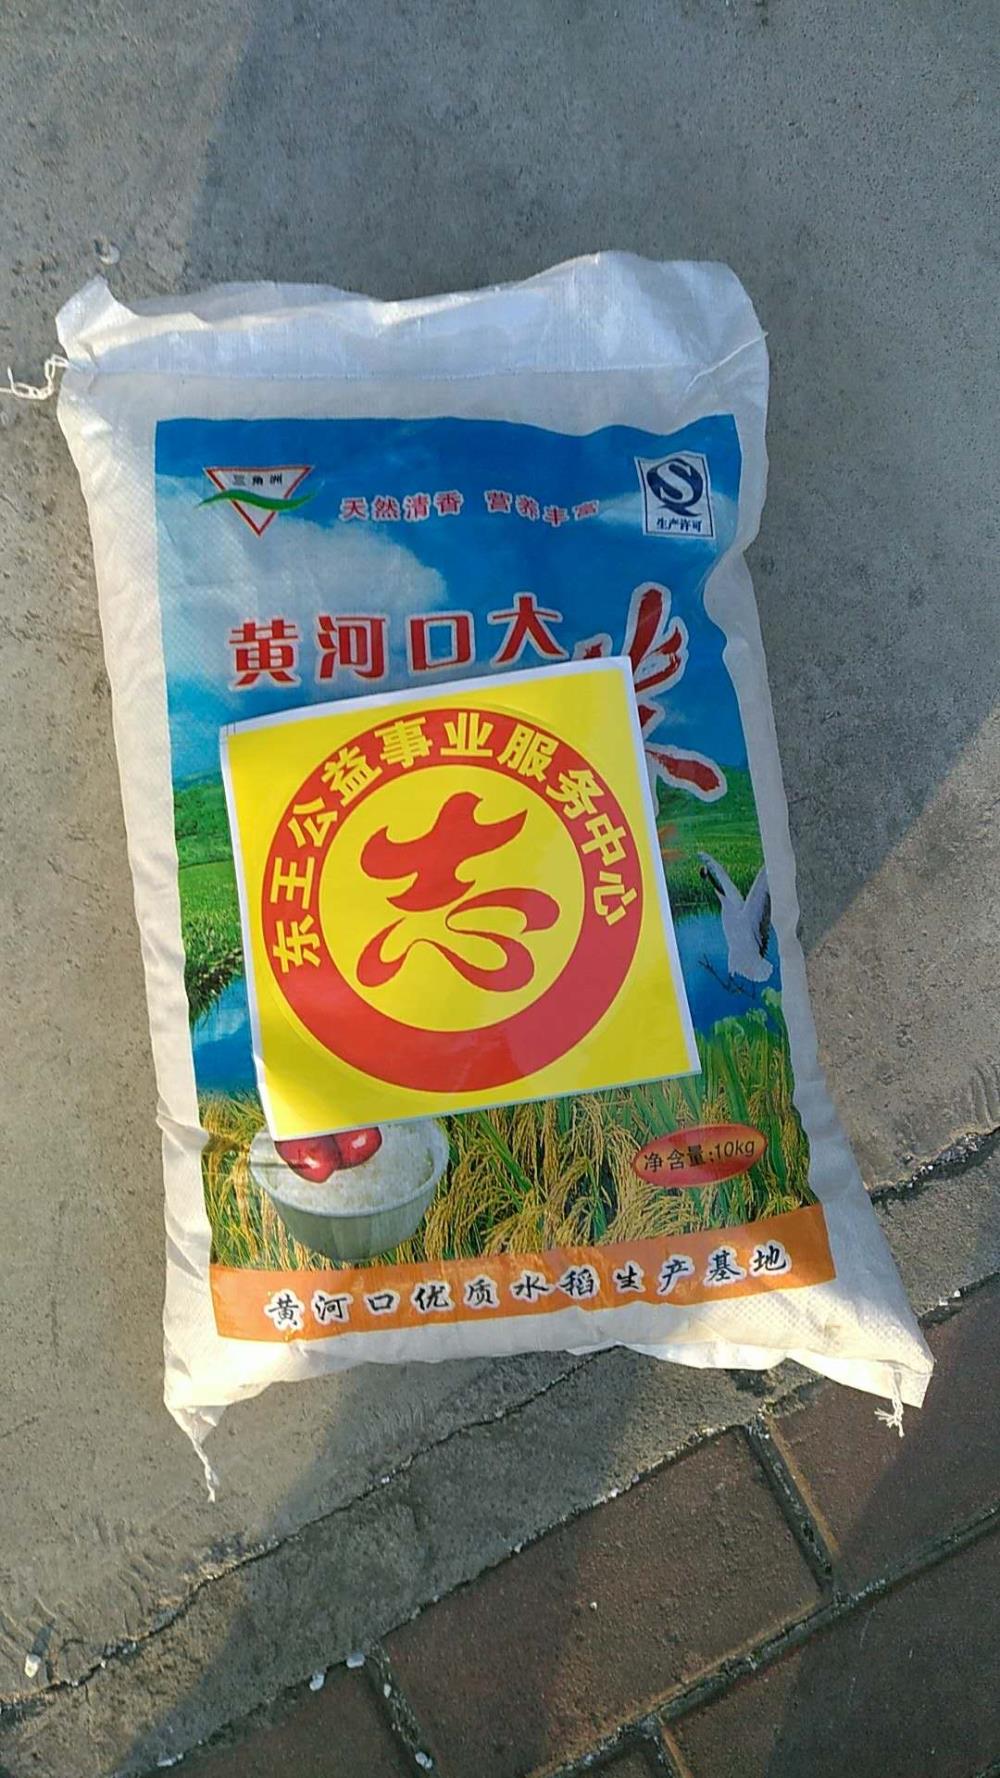 三角洲
天然清香 营养丰富
生产许可
黄河口大米
东王公益事业服务中心
志
净含量:10kg
黄河口优质水稻生产基地